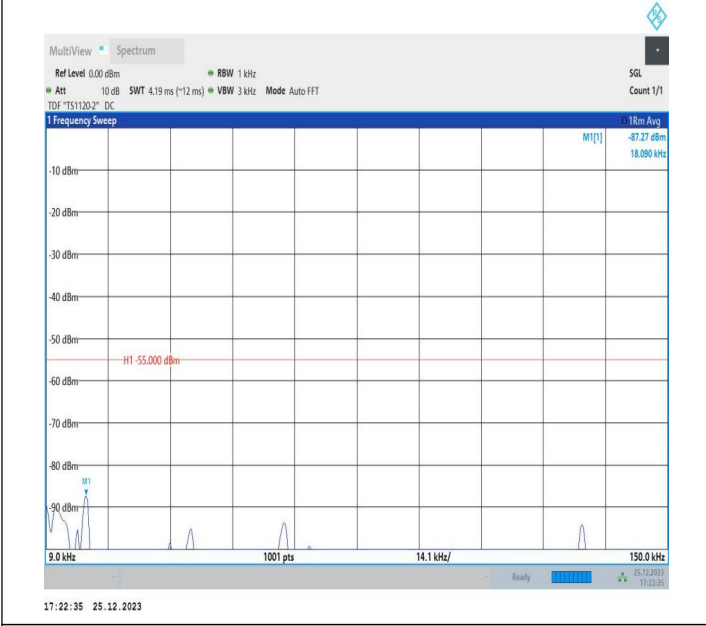 MultiView Spectrum
Ref Level 0.00 dBm RBW 1 kHz SGL
Att 10 dB SWT 4.19 ms (~12 ms) VBW 3 kHz Mode Auto FFT Count 1/1
TDF "TS1120-2" DC
1 Frequency Sweep 1Rm Avg
M1[1] -87.27 dBm
18.090 kHz
-10 dBm
-20 dBm
-30 dBm
-40 dBm
-50 dBm
H1 -55.000 dBm
-60 dBm
-70 dBm
-80 dBm
M1
-90 dBm
9.0 kHz 1001 pts 14.1 kHz/ 150.0 kHz
Ready 25.12.2023
17:22:35
17:22:35 25.12.2023